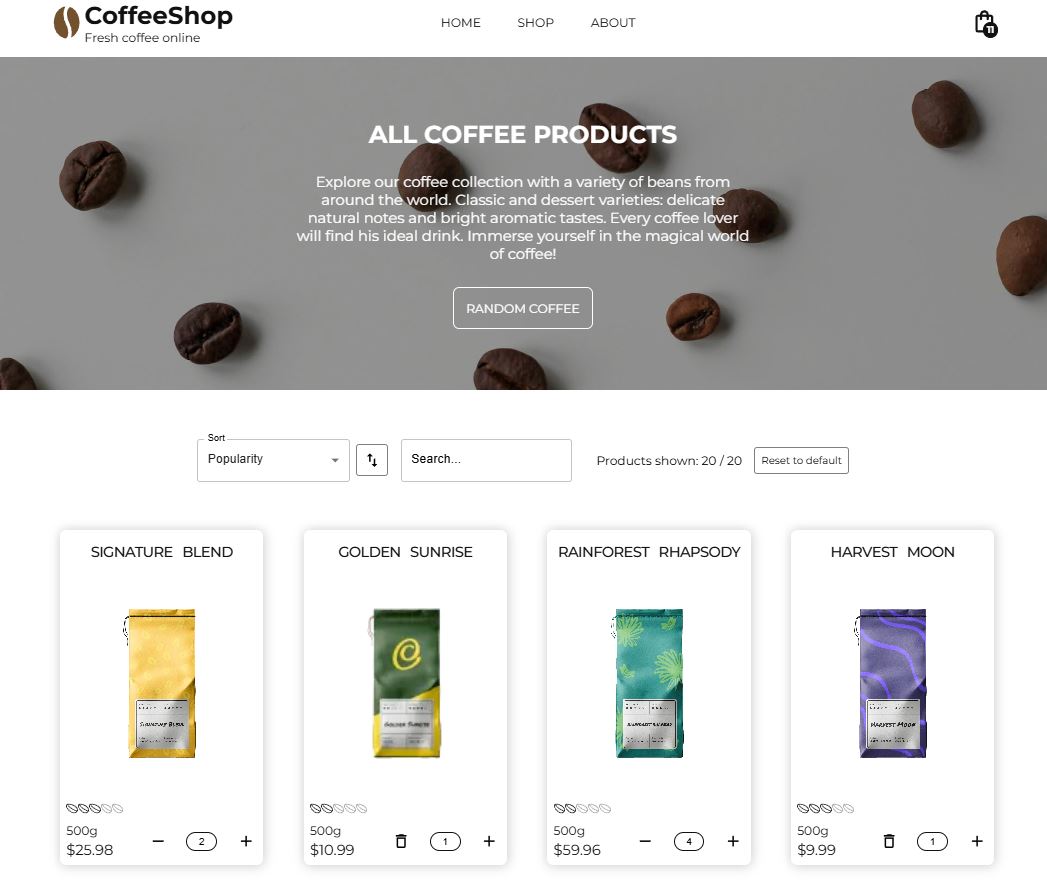 CoffeeShop
Fresh coffee online
HOME
SHOP
ABOUT
11
ALL COFFEE PRODUCTS
Explore our coffee collection with a variety of beans from
around the world. Classic and dessert varieties: delicate
natural notes and bright aromatic tastes. Every coffee lover
will find his ideal drink. Immerse yourself in the magical world
of coffee!
RANDOM COFFEE
Sort
Popularity
Search...
Products shown: 20 / 20
Reset to default
SIGNATURE BLEND
Signature Blend
500g
$25.98
2
GOLDEN SUNRISE
Golden Sunrise
500g
$10.99
1
RAINFOREST RHAPSODY
500g
$59.96
4
HARVEST MOON
Harvest Moon
500g
$9.99
1